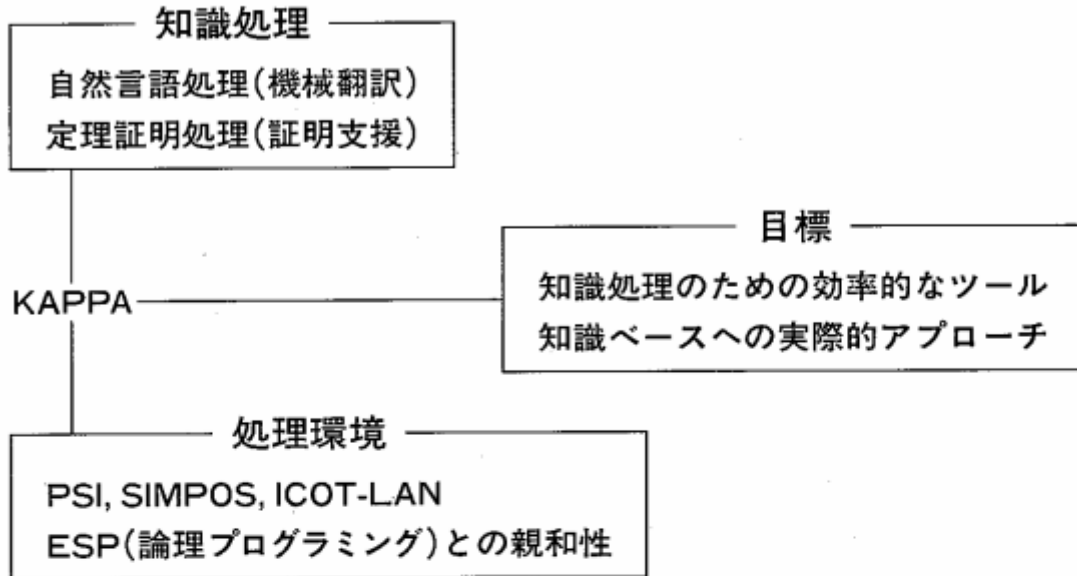 知識処理
自然言語処理(機械翻訳)
定理証明処理(証明支援)
目標
知識処理のための効率的なツール
知識ベースへの実際的アプローチ
KAPPA
処理環境
PSI, SIMPOS, ICOT-LAN
ESP(論理プログラミング)との親和性